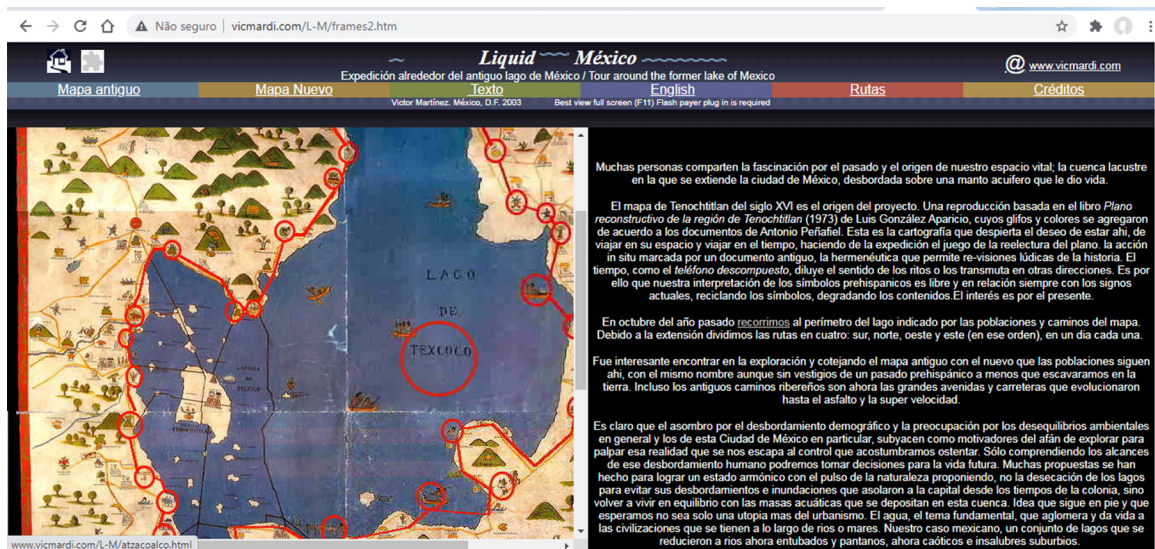 Não seguro | vicmardi.com/L-M/frames2.htm
Liquid México
Expedición alrededor del antiguo lago de México / Tour around the former lake of Mexico
@ www.vicmardi.com
Mapa antiguo Mapa Nuevo Texto English Rutas Créditos
Victor Martínez. México, D.F. 2003 Best view full screen (F11) Flash payer plug in is required
LAGO
DE
TEXCOCO
Muchas personas comparten la fascinación por el pasado y el origen de nuestro espacio vital; la cuenca lacustre
en la que se extiende la ciudad de México, desbordada sobre una manto acuifero que le dio vida.
El mapa de Tenochtitlan del siglo XVI es el origen del proyecto. Una reproducción basada en el libro Plano
reconstructivo de la región de Tenochtitlan (1973) de Luis González Aparicio, cuyos glifos y colores se agregaron
de acuerdo a los documentos de Antonio Peñafiel. Esta es la cartografía que despierta el deseo de estar ahi, de
viajar en su espacio y viajar en el tiempo, haciendo de la expedición el juego de la reelectura del plano. la acción
in situ marcada por un documento antiguo, la hermenéutica que permite re-visiones lúdicas de la historia. El
tiempo, como el teléfono descompuesto, diluye el sentido de los ritos o los transmuta en otras direcciones. Es por
ello que nuestra interpretación de los símbolos prehispanicos es libre y en relación siempre con los signos
actuales, reciclando los símbolos, degradando los contenidos.El interés es por el presente.
En octubre del año pasado recorrimos al perímetro del lago indicado por las poblaciones y caminos del mapa.
Debido a la extensión dividimos las rutas en cuatro: sur, norte, oeste y este (en ese orden), en un dia cada una.
Fue interesante encontrar en la exploración y cotejando el mapa antiguo con el nuevo que las poblaciones siguen
ahi, con el mismo nombre aunque sin vestigios de un pasado prehispánico a menos que escavaramos en la
tierra. Incluso los antiguos caminos ribereños son ahora las grandes avenidas y carreteras que evolucionaron
hasta el asfalto y la super velocidad.
Es claro que el asombro por el desbordamiento demográfico y la preocupación por los desequilibrios ambientales
en general y los de esta Ciudad de México en particular, subyacen como motivadores del afán de explorar para
palpar esa realidad que se nos escapa al control que acostumbramos ostentar. Sólo comprendiendo los alcances
de ese desbordamiento humano podremos tomar decisiones para la vida futura. Muchas propuestas se han
hecho para lograr un estado armónico con el pulso de la naturaleza proponiendo, no la desecación de los lagos
para evitar sus desbordamientos e inundaciones que asolaron a la capital desde los tiempos de la colonia, sino
volver a vivir en equilibrio con las masas acuáticas que se depositan en esta cuenca. Idea que sigue en pie y que
esperamos no sea solo una utopia mas del urbanismo. El agua, el tema fundamental, que aglomera y da vida a
las civilizaciones que se tienen a lo largo de rios o mares. Nuestro caso mexicano, un conjunto de lagos que se
reducieron a rios ahora entubados y pantanos, ahora caóticos e insalubres suburbios.
www.vicmardi.com/L-M/atzacoalco.html